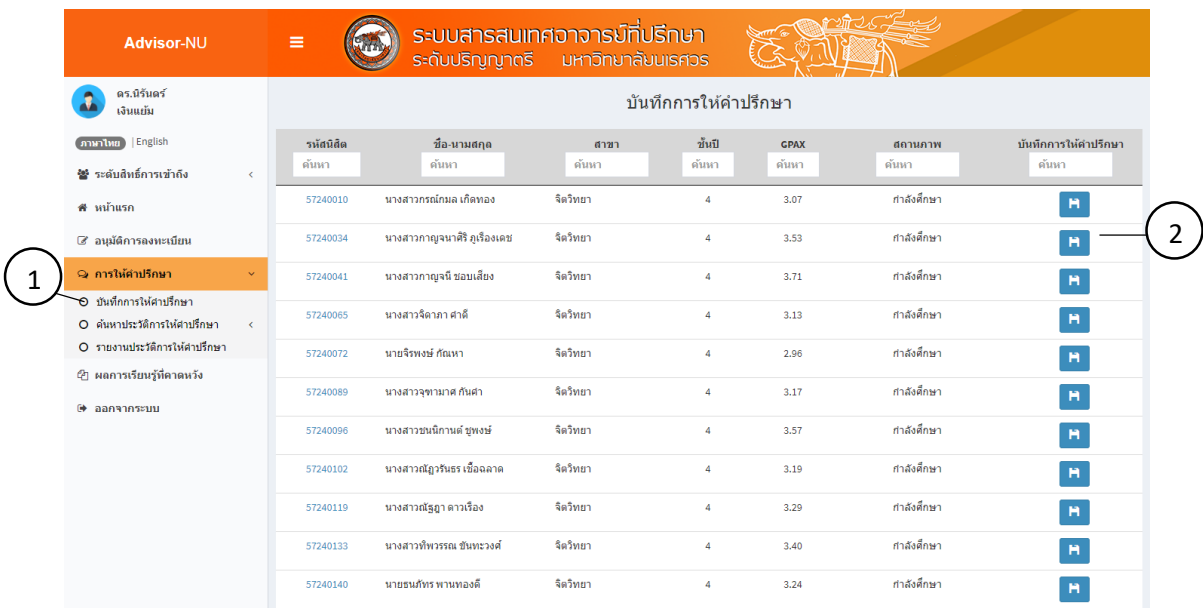 Advisor-NU
ระบบสารสนเทศอาจารย์ที่ปรึกษา
ระดับปริญญาตรี มหาวิทยาลัยนเรศวร
ดร.นิรันดร์
เงินแย้ม
ภาษาไทย | English
ระดับสิทธิ์การเข้าถึง
หน้าแรก
อนุมัติการลงทะเบียน
การให้คำปรึกษา
บันทึกการให้คำปรึกษา
ค้นหาประวัติการให้คำปรึกษา
รายงานประวัติการให้คำปรึกษา
ผลการเรียนรู้ที่คาดหวัง
ออกจากระบบ
1
บันทึกการให้คำปรึกษา
รหัสนิสิต ชื่อ-นามสกุล สาขา ชั้นปี GPAX สถานภาพ บันทึกการให้คำปรึกษา
ค้นหา ค้นหา ค้นหา ค้นหา ค้นหา ค้นหา ค้นหา
57240010 นางสาวกรณ์กมล เกิดทอง จิตวิทยา 4 3.07 กำลังศึกษา
57240034 นางสาวกาญจนาศิริ ภูเรืองเดช จิตวิทยา 4 3.53 กำลังศึกษา
2
57240041 นางสาวกาญจนี ชอบเสียง จิตวิทยา 4 3.71 กำลังศึกษา
57240065 นางสาวจิดาภา คำดี จิตวิทยา 4 3.13 กำลังศึกษา
57240072 นายจิรพงษ์ กัณหา จิตวิทยา 4 2.96 กำลังศึกษา
57240089 นางสาวจุฑามาศ กันคำ จิตวิทยา 4 3.17 กำลังศึกษา
57240096 นางสาวชนนิกานต์ ชูพงษ์ จิตวิทยา 4 3.57 กำลังศึกษา
57240102 นางสาวณัฏวรันธร เชื้อฉลาด จิตวิทยา 4 3.19 กำลังศึกษา
57240119 นางสาวณัฐฎา ดาวเรือง จิตวิทยา 4 3.29 กำลังศึกษา
57240133 นางสาวทิพวรรณ ขันทะวงศ์ จิตวิทยา 4 3.40 กำลังศึกษา
57240140 นายธนภัทร พานทองดี จิตวิทยา 4 3.24 กำลังศึกษา